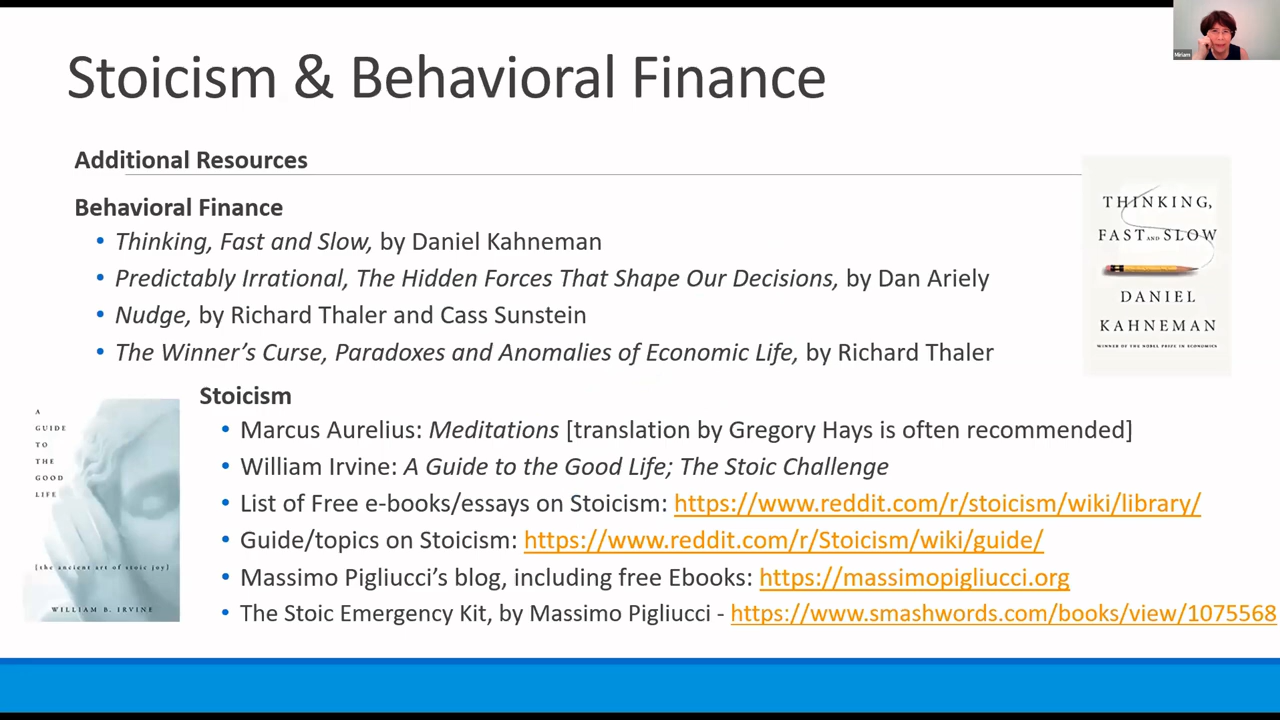 Miriam
Stoicism & Behavioral Finance
Additional Resources
Behavioral Finance
• Thinking, Fast and Slow, by Daniel Kahneman
• Predictably Irrational, The Hidden Forces That Shape Our Decisions, by Dan Ariely
• Nudge, by Richard Thaler and Cass Sunstein
• The Winner’s Curse, Paradoxes and Anomalies of Economic Life, by Richard Thaler
THINKING,
FAST AND SLOW
DANIEL
KAHNEMAN
WINNER OF THE NOBEL PRIZE IN ECONOMICS
Stoicism
• Marcus Aurelius: Meditations [translation by Gregory Hays is often recommended]
• William Irvine: A Guide to the Good Life; The Stoic Challenge
• List of Free e-books/essays on Stoicism: https://www.reddit.com/r/stoicism/wiki/library/
• Guide/topics on Stoicism: https://www.reddit.com/r/Stoicism/wiki/guide/
• Massimo Pigliucci’s blog, including free Ebooks: https://massimopigliucci.org
• The Stoic Emergency Kit, by Massimo Pigliucci - https://www.smashwords.com/books/view/1075568
A
GUIDE
TO
THE
GOOD
LIFE
[the ancient art of stoic joy]
WILLIAM B. IRVINE